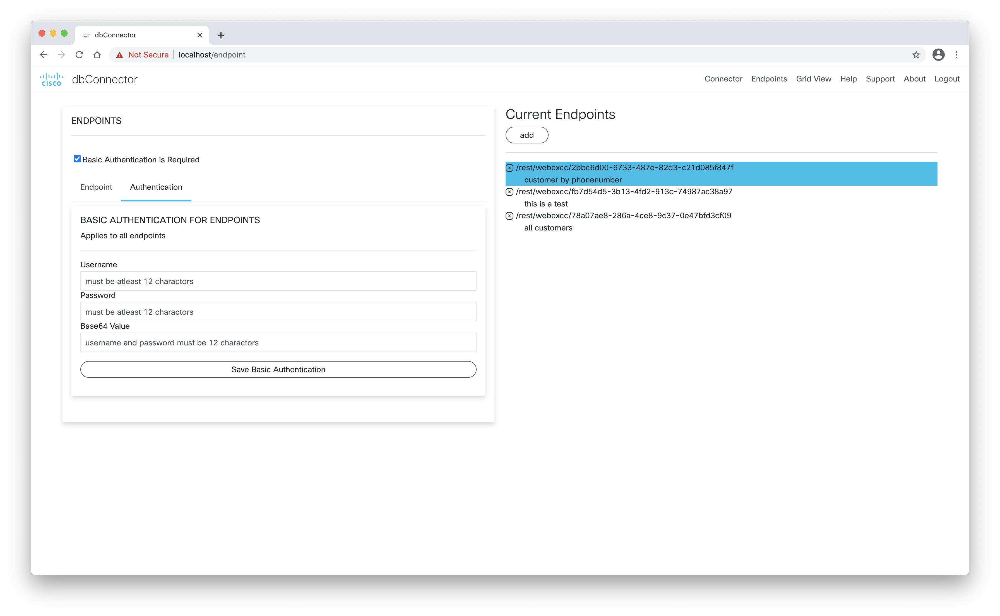 dbConnector
Not Secure localhost/endpoint
CISCO dbConnector Connector Endpoints Grid View Help Support About Logout
ENDPOINTS
Basic Authentication is Required
Endpoint Authentication
BASIC AUTHENTICATION FOR ENDPOINTS
Applies to all endpoints
Username
must be atleast 12 charactors
Password
must be atleast 12 charactors
Base64 Value
username and password must be 12 charactors
Save Basic Authentication
Current Endpoints
add
/rest/webexcc/2bbc6d00-6733-487e-82d3-c21d085f847f
customer by phonenumber
/rest/webexcc/fb7d54d5-3b13-4fd2-913c-74987ac38a97
this is a test
/rest/webexcc/78a07ae8-286a-4ce8-9c37-0e47bfd3cf09
all customers